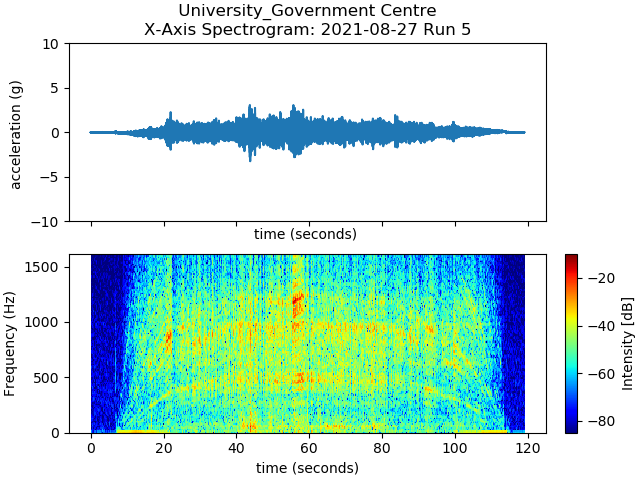 University_Government Centre
X-Axis Spectrogram: 2021-08-27 Run 5
10
5
0
−5
−10
acceleration (g)
time (seconds)
1500
1000
500
0
Frequency (Hz)
0 20 40 60 80 100 120
time (seconds)
−20
−40
−60
−80
Intensity [dB]